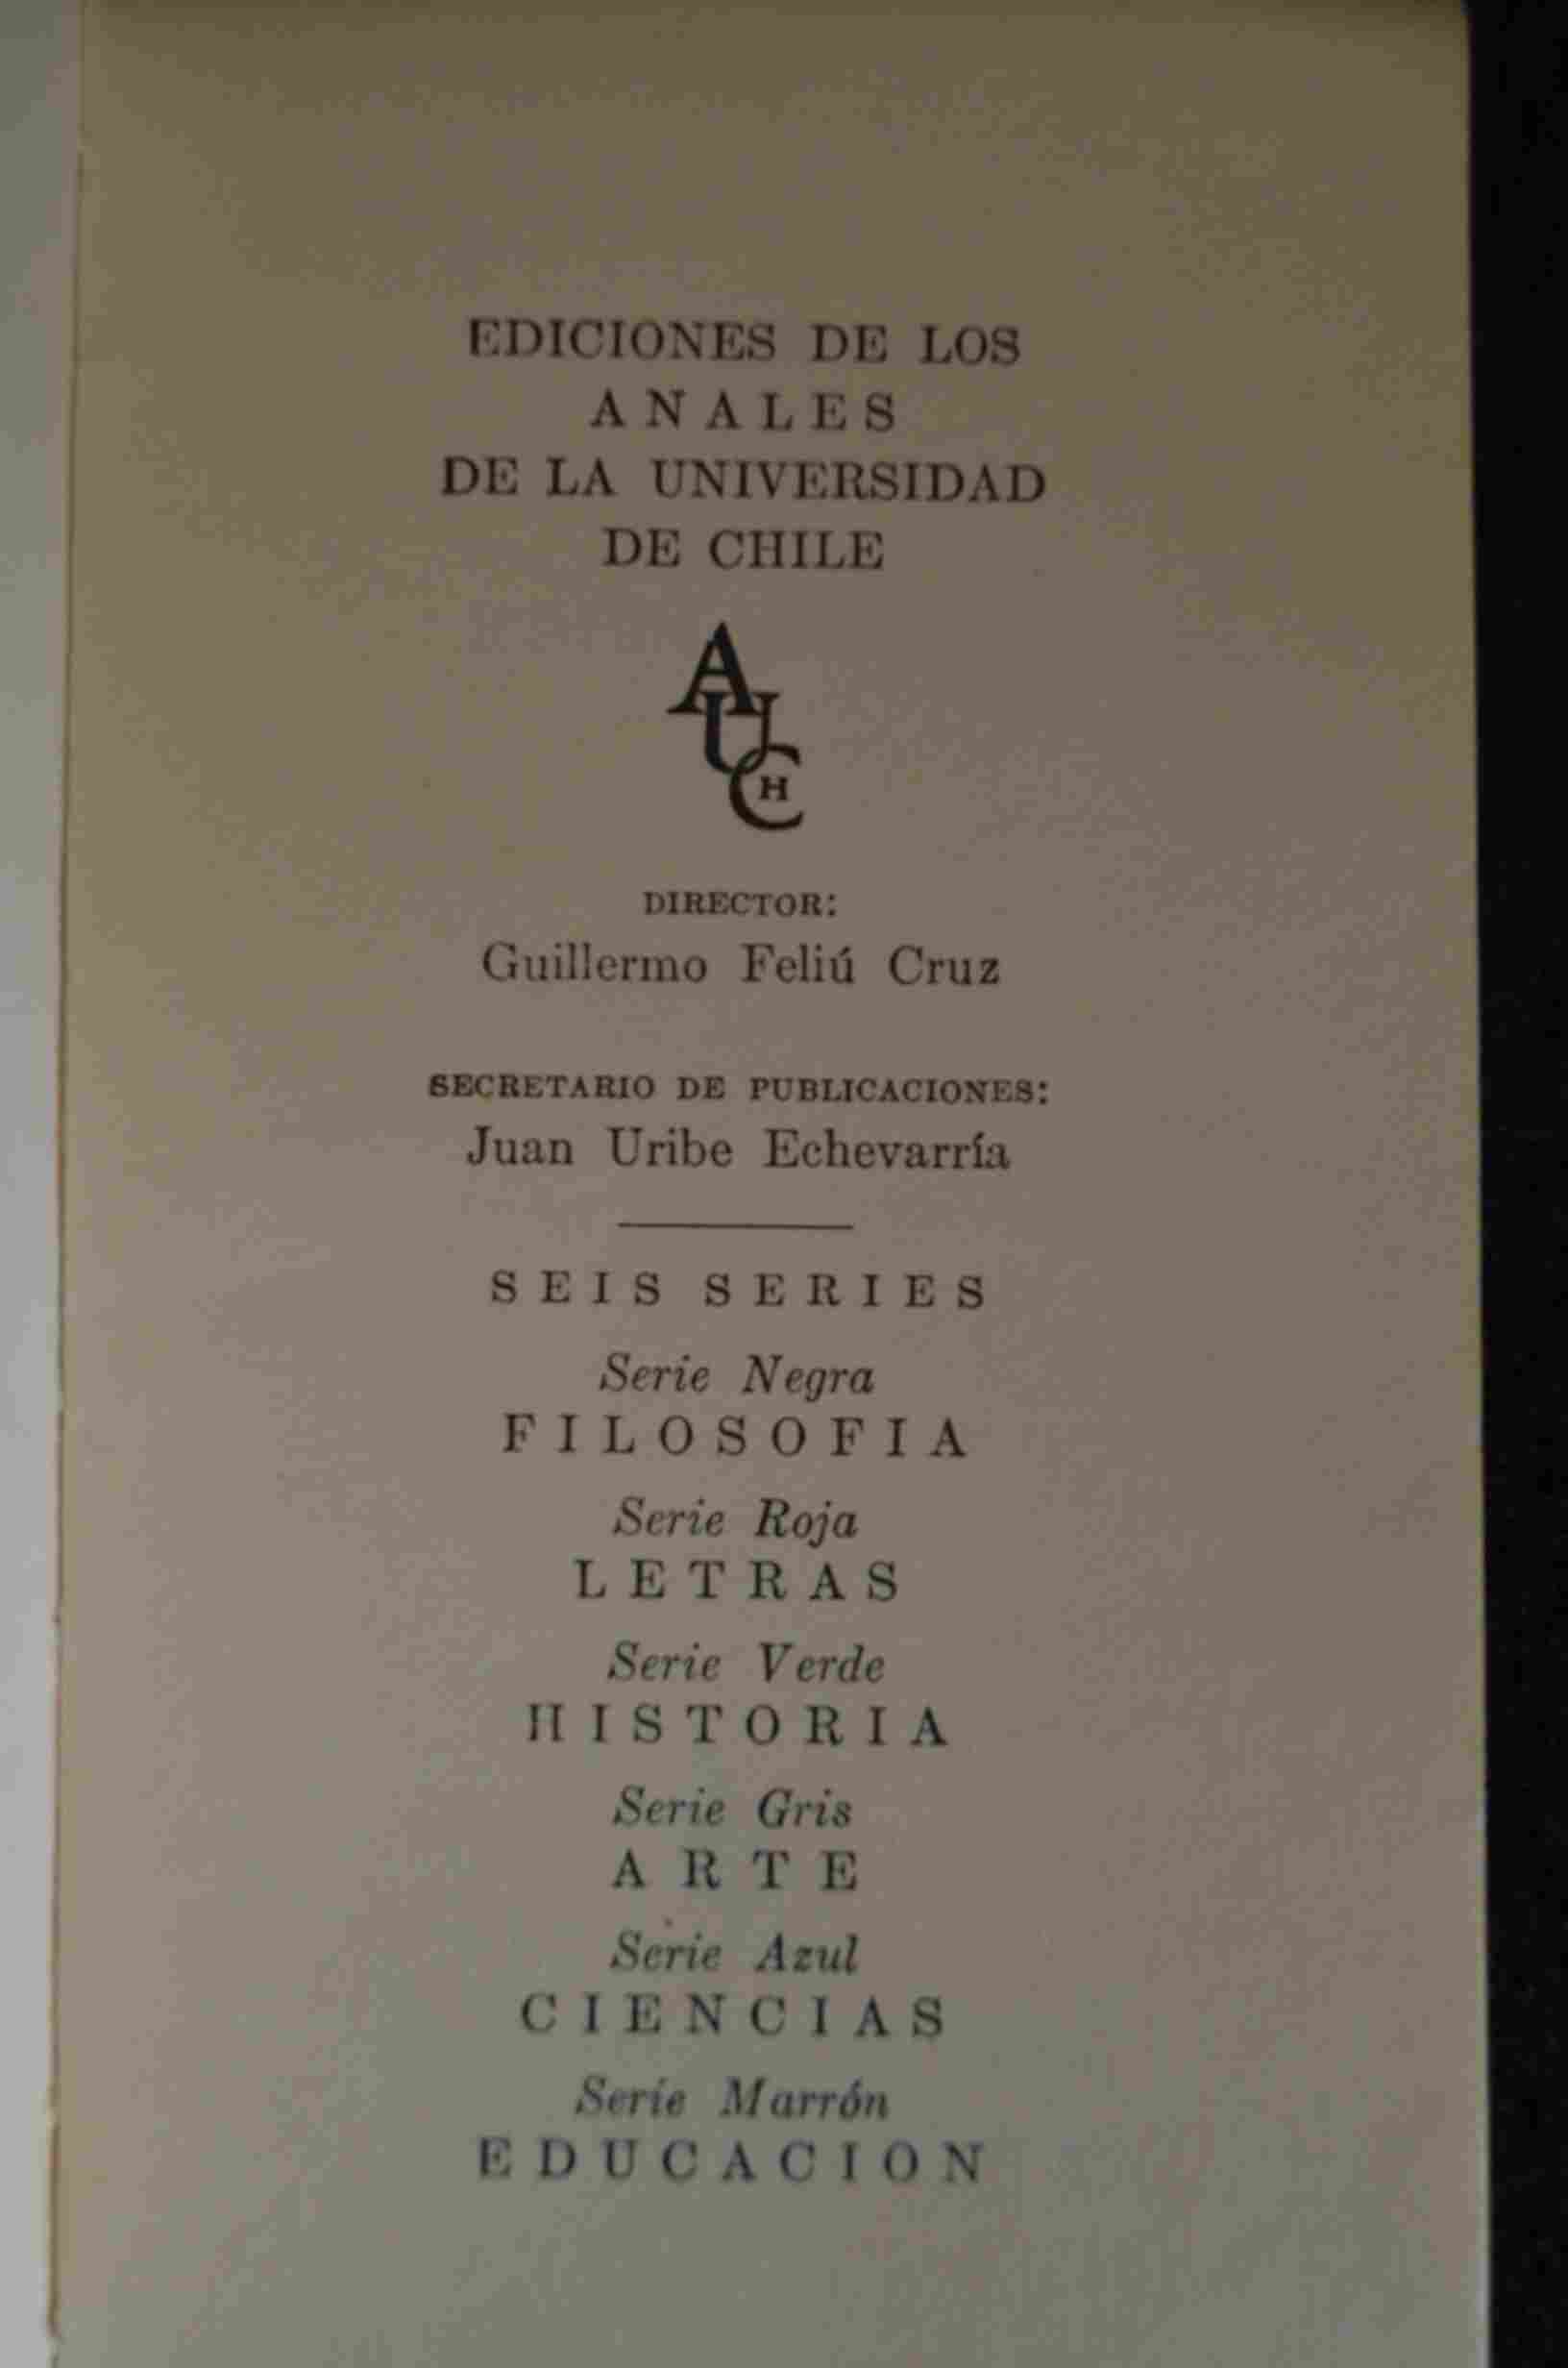 EDICIONES DE LOS
ANALES
DE LA UNIVERSIDAD
DE CHILE
AUCH
DIRECTOR:
Guillermo Feliú Cruz
SECRETARIO DE PUBLICACIONES:
Juan Uribe Echevarría
SEIS SERIES
Serie Negra
FILOSOFIA
Serie Roja
LETRAS
Serie Verde
HISTORIA
Serie Gris
ARTE
Serie Azul
CIENCIAS
Serie Marrón
EDUCACION